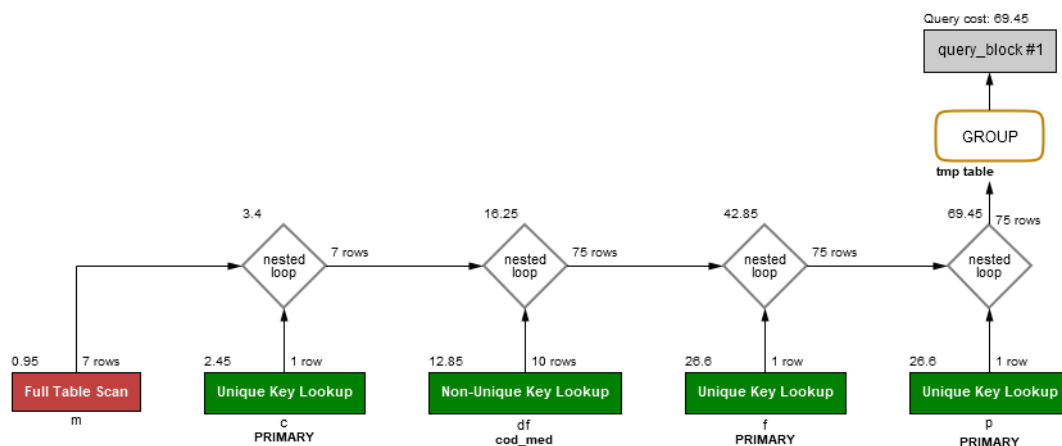 Query cost: 69.45
query_block #1
GROUP
tmp table
3.4
16.25
42.85
69.45
75 rows
nested
loop
7 rows
nested
loop
75 rows
nested
loop
75 rows
nested
loop
0.95
7 rows
2.45
1 row
12.85
10 rows
26.6
1 row
26.6
1 row
Full Table Scan
Unique Key Lookup
Non-Unique Key Lookup
Unique Key Lookup
Unique Key Lookup
m
c
df
f
p
PRIMARY
cod_med
PRIMARY
PRIMARY